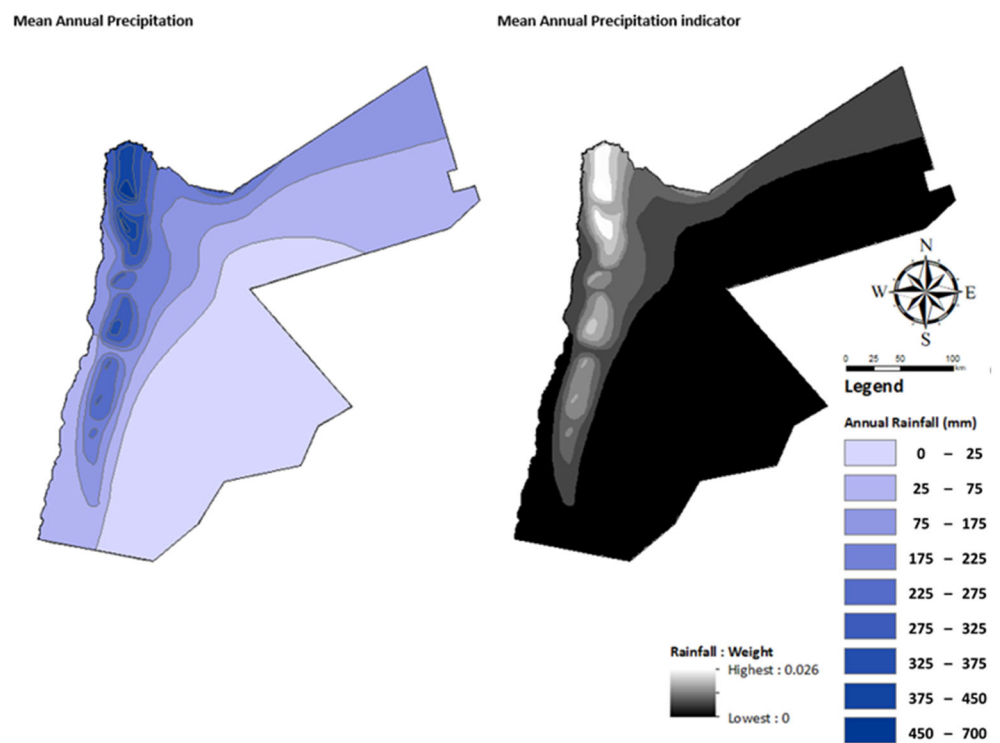 Mean Annual Precipitation
Mean Annual Precipitation indicator
N
W E
S
0 25 50 100
km
Legend
Annual Rainfall (mm)
0 – 25
25 – 75
75 – 175
175 – 225
225 – 275
275 – 325
325 – 375
375 – 450
450 – 700
Rainfall : Weight
Highest : 0.026
Lowest : 0